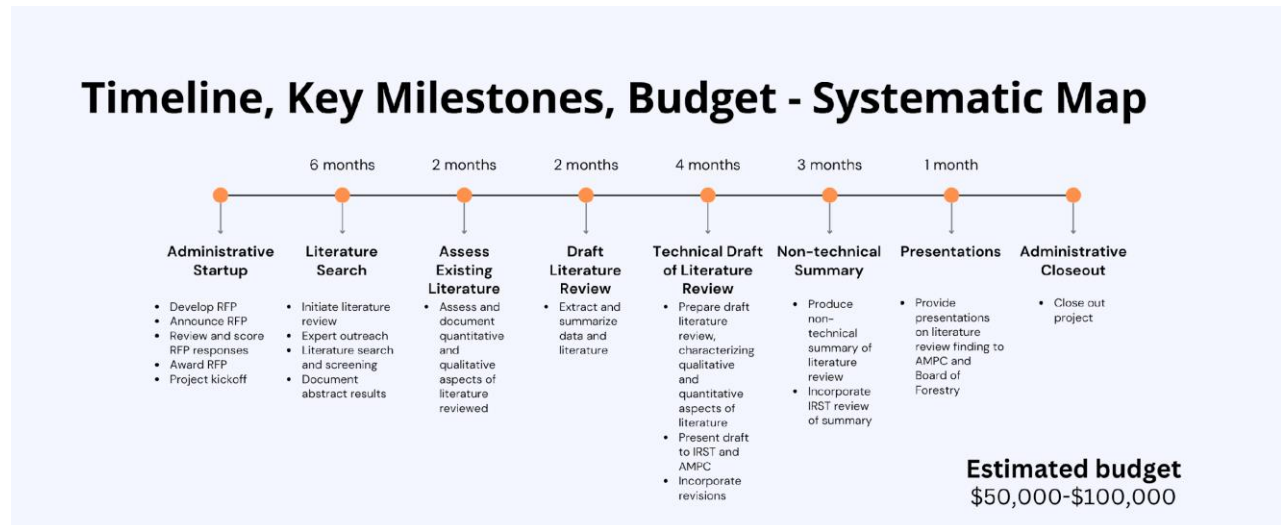 Timeline, Key Milestones, Budget - Systematic Map
6 months
2 months
2 months
4 months
3 months
1 month
Administrative
Startup
• Develop RFP
• Announce RFP
• Review and score
RFP responses
• Award RFP
• Project kickoff
Literature
Search
• Initiate literature
review
• Expert outreach
• Literature search
and screening
• Document
abstract results
Assess
Existing
Literature
• Assess and
document
quantitative
and
qualitative
aspects of
literature
reviewed
Draft
Literature
Review
• Extract and
summarize
data and
literature
Technical Draft
of Literature
Review
• Prepare draft
literature
review,
characterizing
qualitative
and
quantitative
aspects of
literature
• Present draft
to IRST and
AMPC
• Incorporate
revisions
Non-technical
Summary
• Produce
non-
technical
summary of
literature
review
• Incorporate
IRST review
of summary
Presentations
• Provide
presentations
on literature
review finding to
AMPC and
Board of
Forestry
Administrative
Closeout
• Close out
project
Estimated budget
$50,000-$100,000